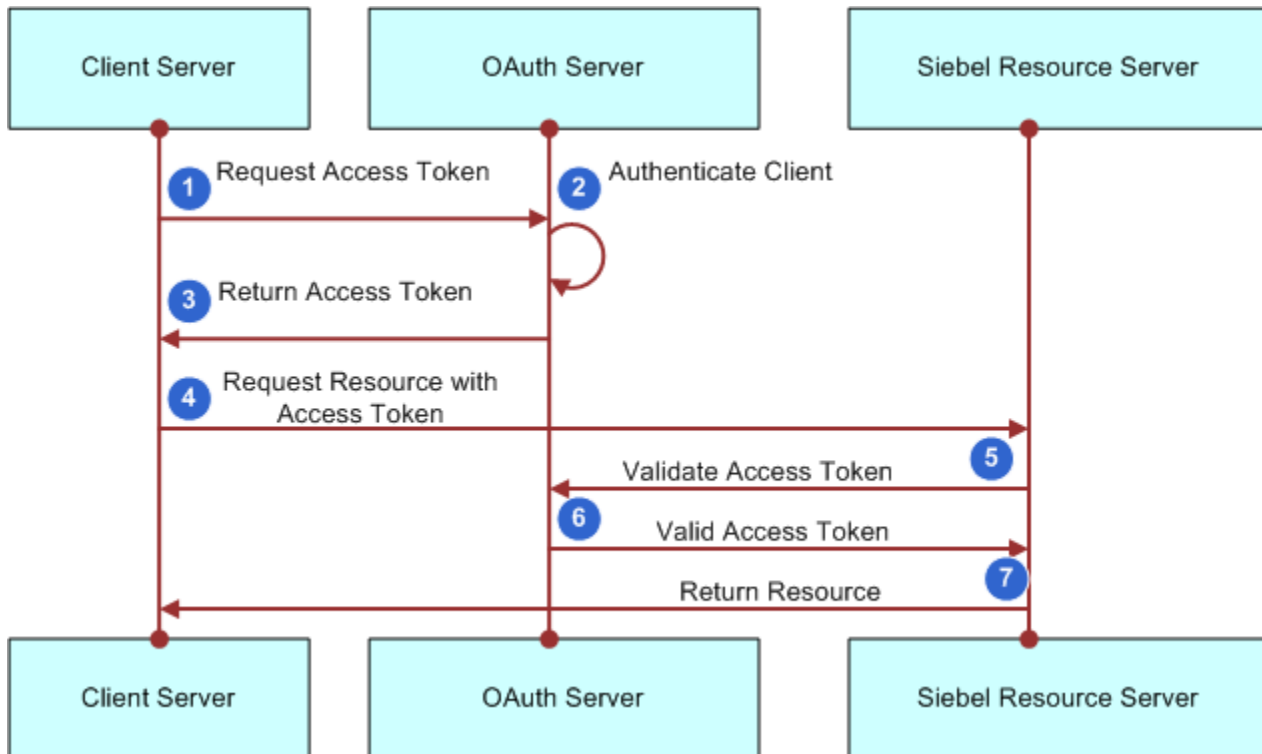 Client Server
OAuth Server
Siebel Resource Server
1
Request Access Token
2
Authenticate Client
3
Return Access Token
4
Request Resource with
Access Token
5
Validate Access Token
6
Valid Access Token
7
Return Resource
Client Server
OAuth Server
Siebel Resource Server